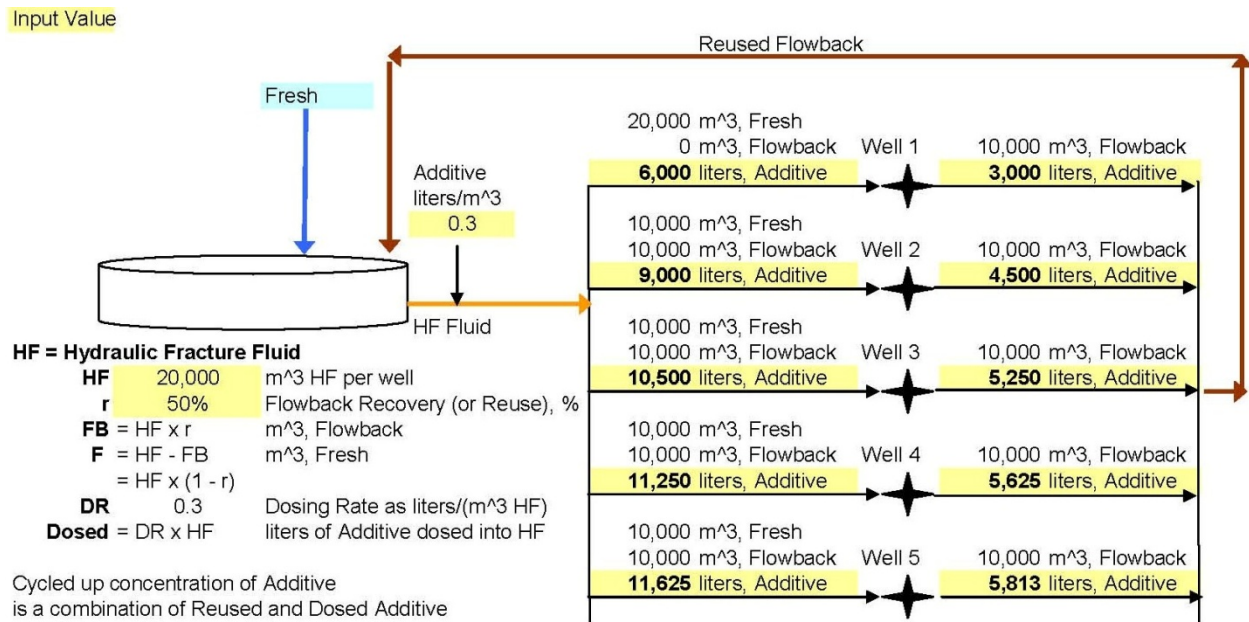 Input Value
Reused Flowback
Fresh
Additive
liters/m^3
0.3
HF Fluid
20,000 m^3, Fresh
0 m^3, Flowback Well 1 10,000 m^3, Flowback
6,000 liters, Additive 3,000 liters, Additive
10,000 m^3, Fresh
10,000 m^3, Flowback Well 2 10,000 m^3, Flowback
9,000 liters, Additive 4,500 liters, Additive
10,000 m^3, Fresh
10,000 m^3, Flowback Well 3 10,000 m^3, Flowback
10,500 liters, Additive 5,250 liters, Additive
10,000 m^3, Fresh
10,000 m^3, Flowback Well 4 10,000 m^3, Flowback
11,250 liters, Additive 5,625 liters, Additive
10,000 m^3, Fresh
10,000 m^3, Flowback Well 5 10,000 m^3, Flowback
11,625 liters, Additive 5,813 liters, Additive
HF = Hydraulic Fracture Fluid
HF 20,000 m^3 HF per well
r 50% Flowback Recovery (or Reuse), %
FB = HF x r m^3, Flowback
F = HF - FB m^3, Fresh
= HF x (1 - r)
DR 0.3 Dosing Rate as liters/(m^3 HF)
Dosed = DR x HF liters of Additive dosed into HF
Cycled up concentration of Additive
is a combination of Reused and Dosed Additive